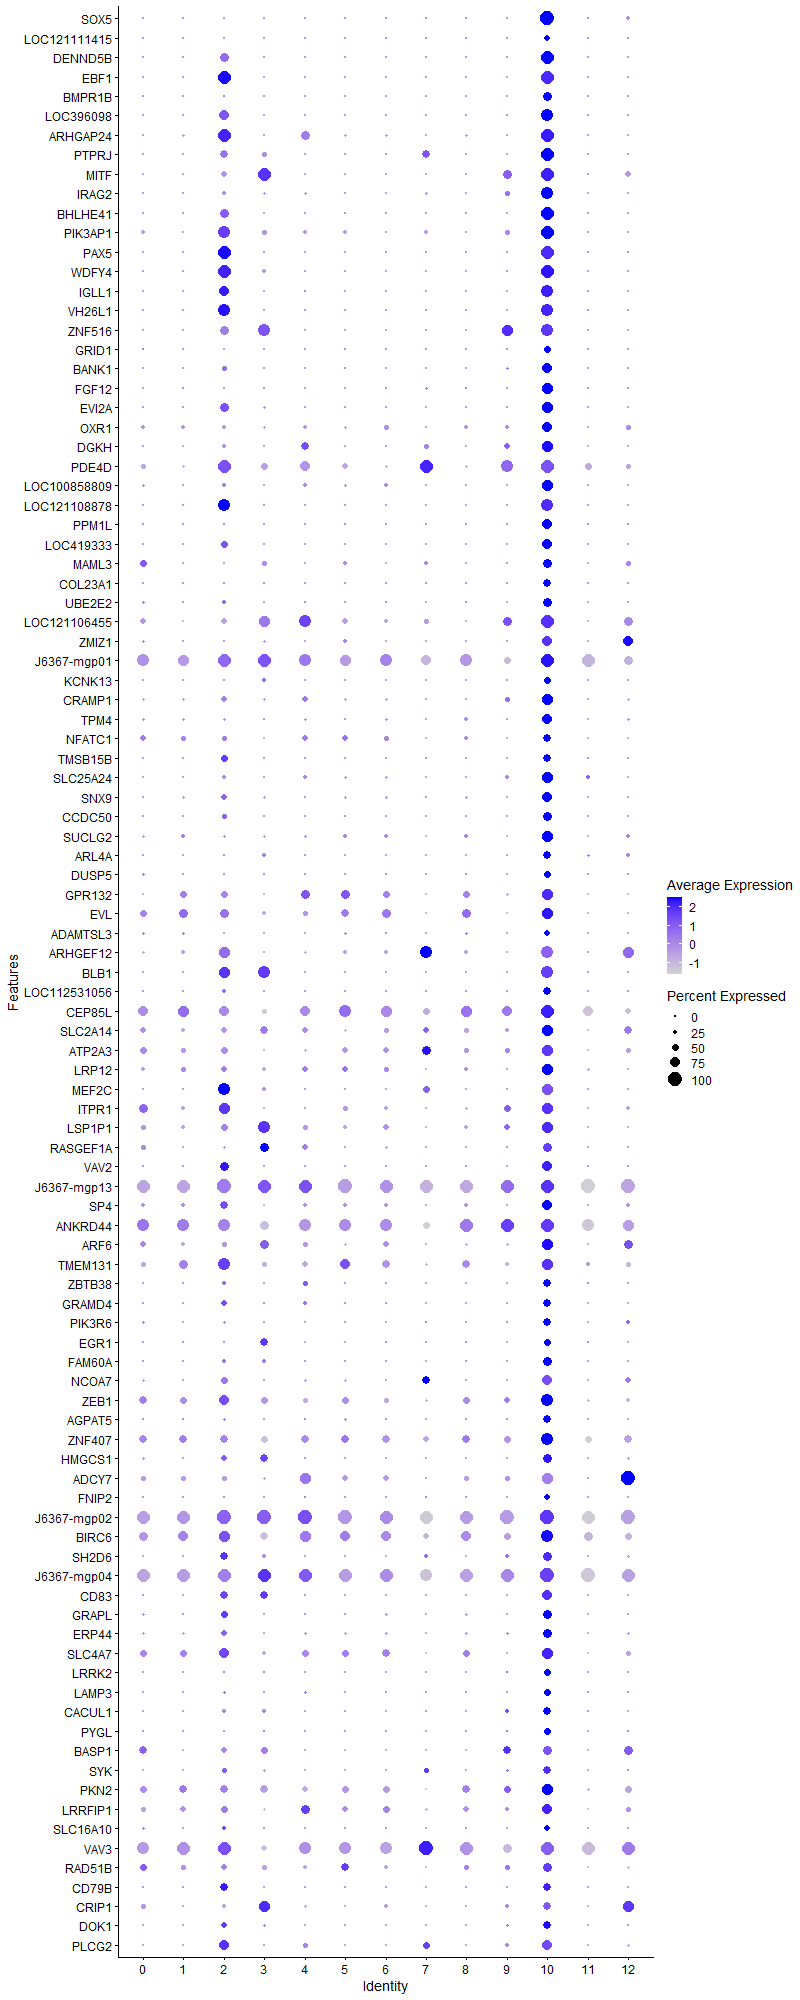 SOX5
LOC121111415
DENND5B
EBF1
BMPR1B
LOC396098
ARHGAP24
PTPRJ
MITF
IRAG2
BHLHE41
PIK3AP1
PAX5
WDFY4
IGLL1
VH26L1
ZNF516
GRID1
BANK1
FGF12
EVI2A
OXR1
DGKH
PDE4D
LOC100858809
LOC121108878
PPM1L
LOC419333
MAML3
COL23A1
UBE2E2
LOC121106455
ZMIZ1
J6367-mgp01
KCNK13
CRAMP1
TPM4
NFATC1
TMSB15B
SLC25A24
SNX9
CCDC50
SUCLG2
ARL4A
DUSP5
GPR132
EVL
ADAMTSL3
ARHGEF12
BLB1
LOC112531056
CEP85L
SLC2A14
ATP2A3
LRP12
MEF2C
ITPR1
LSP1P1
RASGEF1A
VAV2
J6367-mgp13
SP4
ANKRD44
ARF6
TMEM131
ZBTB38
GRAMD4
PIK3R6
EGR1
FAM60A
NCOA7
ZEB1
AGPAT5
ZNF407
HMGCS1
ADCY7
FNIP2
J6367-mgp02
BIRC6
SH2D6
J6367-mgp04
CD83
GRAPL
ERP44
SLC4A7
LRRK2
LAMP3
CACUL1
PYGL
BASP1
SYK
PKN2
LRRFIP1
SLC16A10
VAV3
RAD51B
CD79B
CRIP1
DOK1
PLCG2
Features
0 1 2 3 4 5 6 7 8 9 10 11 12
Identity
Average Expression
2
1
0
-1
Percent Expressed
0
25
50
75
100